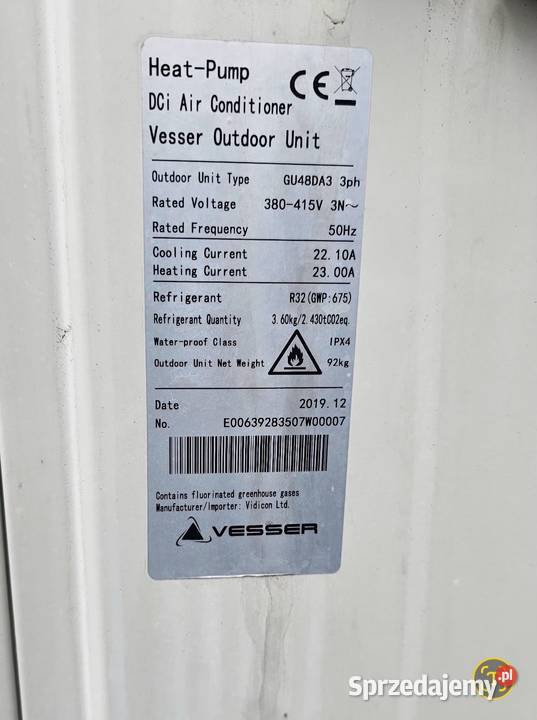 Heat-Pump
DCi Air Conditioner
Vesser Outdoor Unit
Outdoor Unit Type GU48DA3 3ph
Rated Voltage 380-415V 3N~
Rated Frequency 50Hz
Cooling Current 22.10A
Heating Current 23.00A
Refrigerant R32(GWP:675)
Refrigerant Quantity 3.60kg/2.430tCO2eq.
Water-proof Class IPX4
Outdoor Unit Net Weight 92kg
Date 2019.12
No. E00639283507W00007
Contains fluorinated greenhouse gases
Manufacturer/Importer: Vidicon Ltd.
VESSER
Sprzedajemy.pl